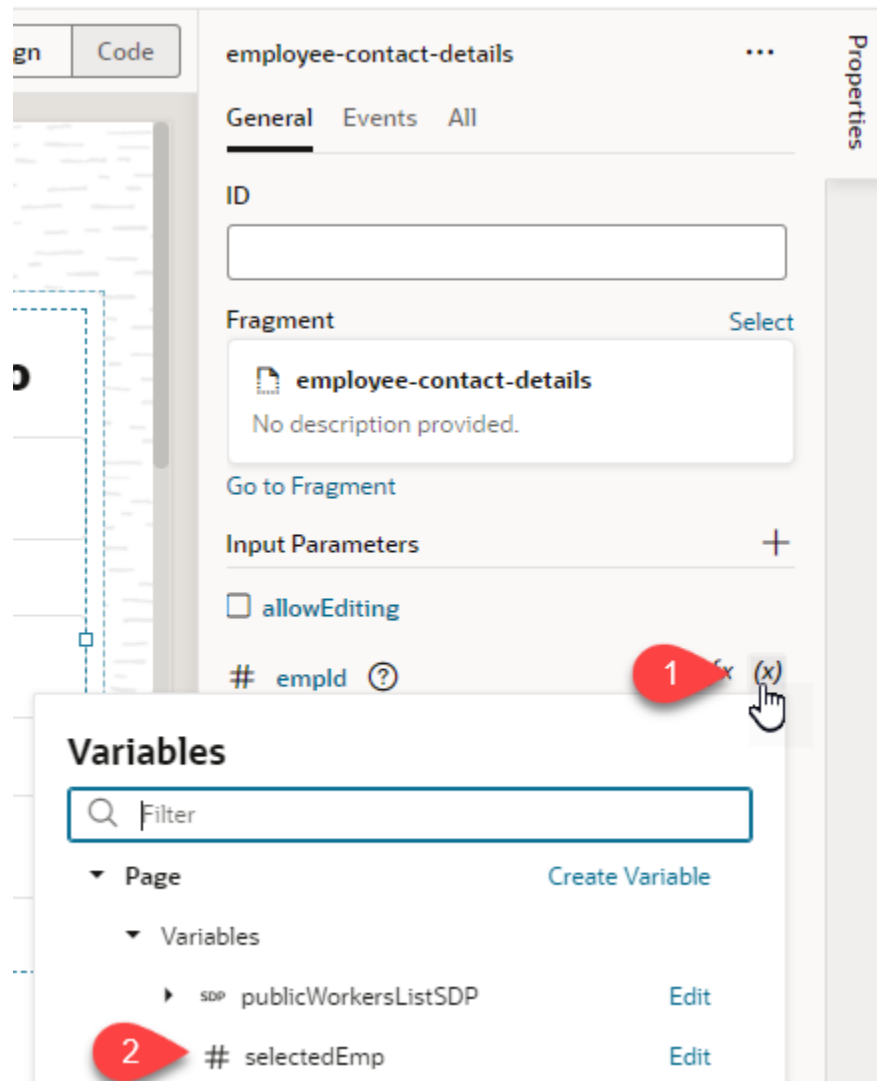 gn Code
employee-contact-details ...
Properties
General Events All
ID
Fragment Select
employee-contact-details
No description provided.
Go to Fragment
Input Parameters +
allowEditing
# empId ? 1 x (x)
Variables
Filter
Page Create Variable
Variables
SDP publicWorkersListSDP Edit
2 # selectedEmp Edit